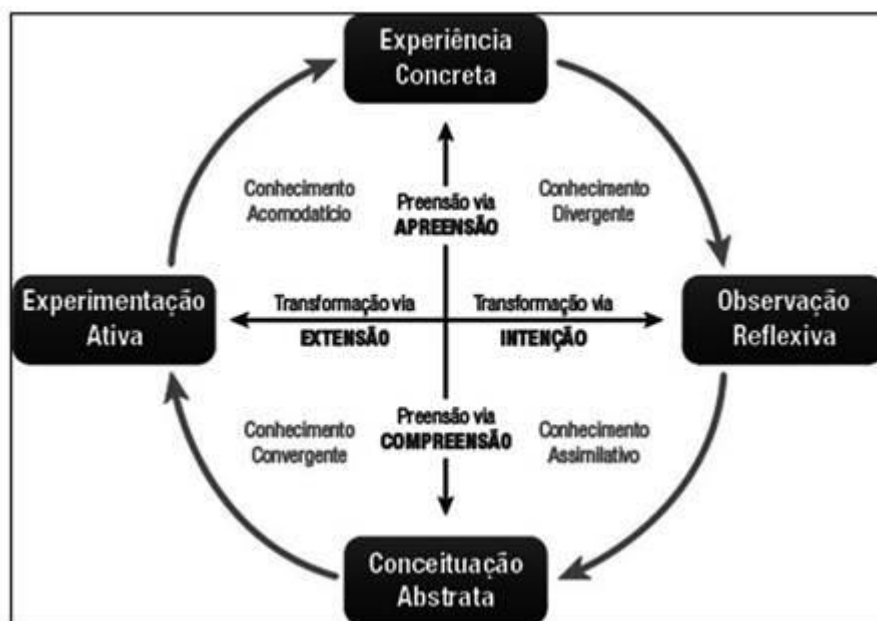 Experiência
Concreta
Conhecimento
Acomodatício
Preensão via
APREENSÃO
Conhecimento
Divergente
Experimentação
Ativa
Transformação via
EXTENSÃO
Transformação via
INTENÇÃO
Observação
Reflexiva
Conhecimento
Convergente
Preensão via
COMPREENSÃO
Conhecimento
Assimilativo
Conceituação
Abstrata